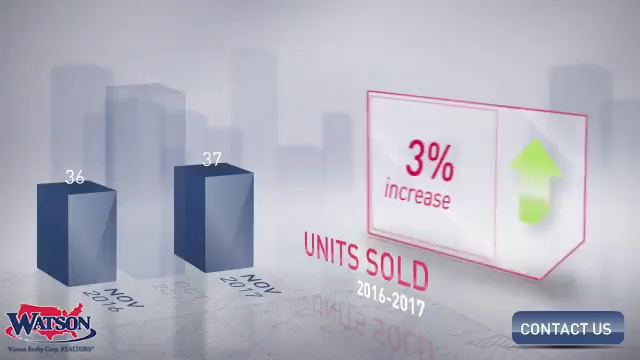 36
37
NOV
2016
OCT
NOV
2017
3%
increase
UNITS SOLD
2016-2017
WATSON
Watson Realty Corp. REALTORS®
CONTACT US